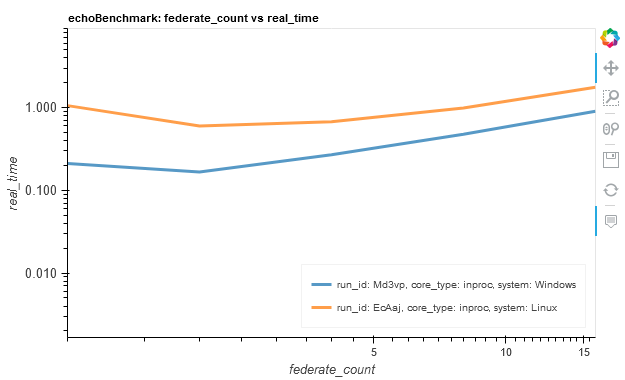 echoBenchmark: federate_count vs real_time
1.000
0.100
0.010
real_time
run_id: Md3vp, core_type: inproc, system: Windows
run_id: EcAaj, core_type: inproc, system: Linux
5
10
15
federate_count